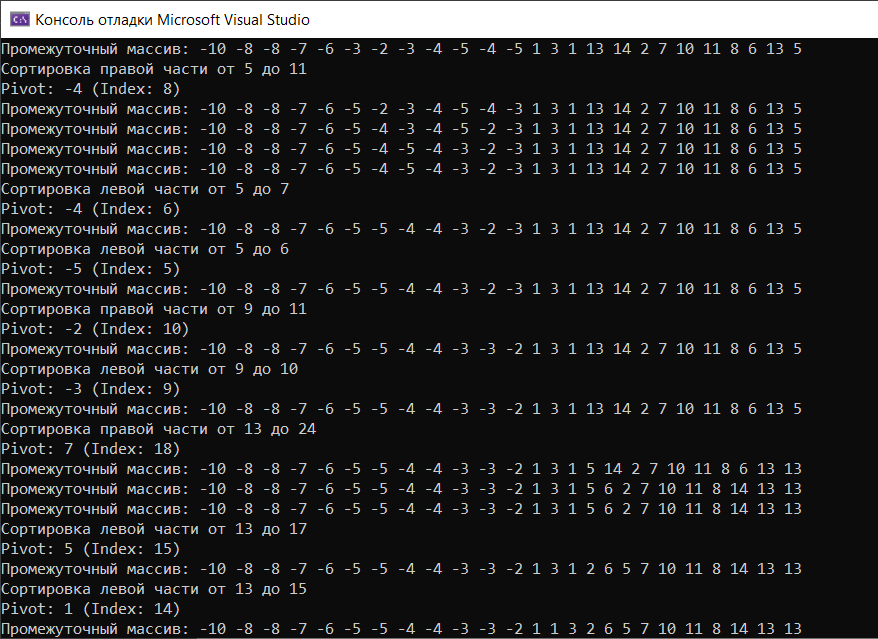 Консоль отладки Microsoft Visual Studio
Промежуточный массив: -10 -8 -8 -7 -6 -3 -2 -3 -4 -5 -4 -5 1 3 1 13 14 2 7 10 11 8 6 13 5
Сортировка правой части от 5 до 11
Pivot: -4 (Index: 8)
Промежуточный массив: -10 -8 -8 -7 -6 -5 -2 -3 -4 -5 -4 -3 1 3 1 13 14 2 7 10 11 8 6 13 5
Промежуточный массив: -10 -8 -8 -7 -6 -5 -4 -3 -4 -5 -2 -3 1 3 1 13 14 2 7 10 11 8 6 13 5
Промежуточный массив: -10 -8 -8 -7 -6 -5 -4 -5 -4 -3 -2 -3 1 3 1 13 14 2 7 10 11 8 6 13 5
Промежуточный массив: -10 -8 -8 -7 -6 -5 -4 -5 -4 -3 -2 -3 1 3 1 13 14 2 7 10 11 8 6 13 5
Сортировка левой части от 5 до 7
Pivot: -4 (Index: 6)
Промежуточный массив: -10 -8 -8 -7 -6 -5 -5 -4 -4 -3 -2 -3 1 3 1 13 14 2 7 10 11 8 6 13 5
Сортировка левой части от 5 до 6
Pivot: -5 (Index: 5)
Промежуточный массив: -10 -8 -8 -7 -6 -5 -5 -4 -4 -3 -2 -3 1 3 1 13 14 2 7 10 11 8 6 13 5
Сортировка правой части от 9 до 11
Pivot: -2 (Index: 10)
Промежуточный массив: -10 -8 -8 -7 -6 -5 -5 -4 -4 -3 -3 -2 1 3 1 13 14 2 7 10 11 8 6 13 5
Сортировка левой части от 9 до 10
Pivot: -3 (Index: 9)
Промежуточный массив: -10 -8 -8 -7 -6 -5 -5 -4 -4 -3 -3 -2 1 3 1 13 14 2 7 10 11 8 6 13 5
Сортировка правой части от 13 до 24
Pivot: 7 (Index: 18)
Промежуточный массив: -10 -8 -8 -7 -6 -5 -5 -4 -4 -3 -3 -2 1 3 1 5 14 2 7 10 11 8 6 13 13
Промежуточный массив: -10 -8 -8 -7 -6 -5 -5 -4 -4 -3 -3 -2 1 3 1 5 6 2 7 10 11 8 14 13 13
Промежуточный массив: -10 -8 -8 -7 -6 -5 -5 -4 -4 -3 -3 -2 1 3 1 5 6 2 7 10 11 8 14 13 13
Сортировка левой части от 13 до 17
Pivot: 5 (Index: 15)
Промежуточный массив: -10 -8 -8 -7 -6 -5 -5 -4 -4 -3 -3 -2 1 3 1 2 6 5 7 10 11 8 14 13 13
Сортировка левой части от 13 до 15
Pivot: 1 (Index: 14)
Промежуточный массив: -10 -8 -8 -7 -6 -5 -5 -4 -4 -3 -3 -2 1 1 3 2 6 5 7 10 11 8 14 13 13